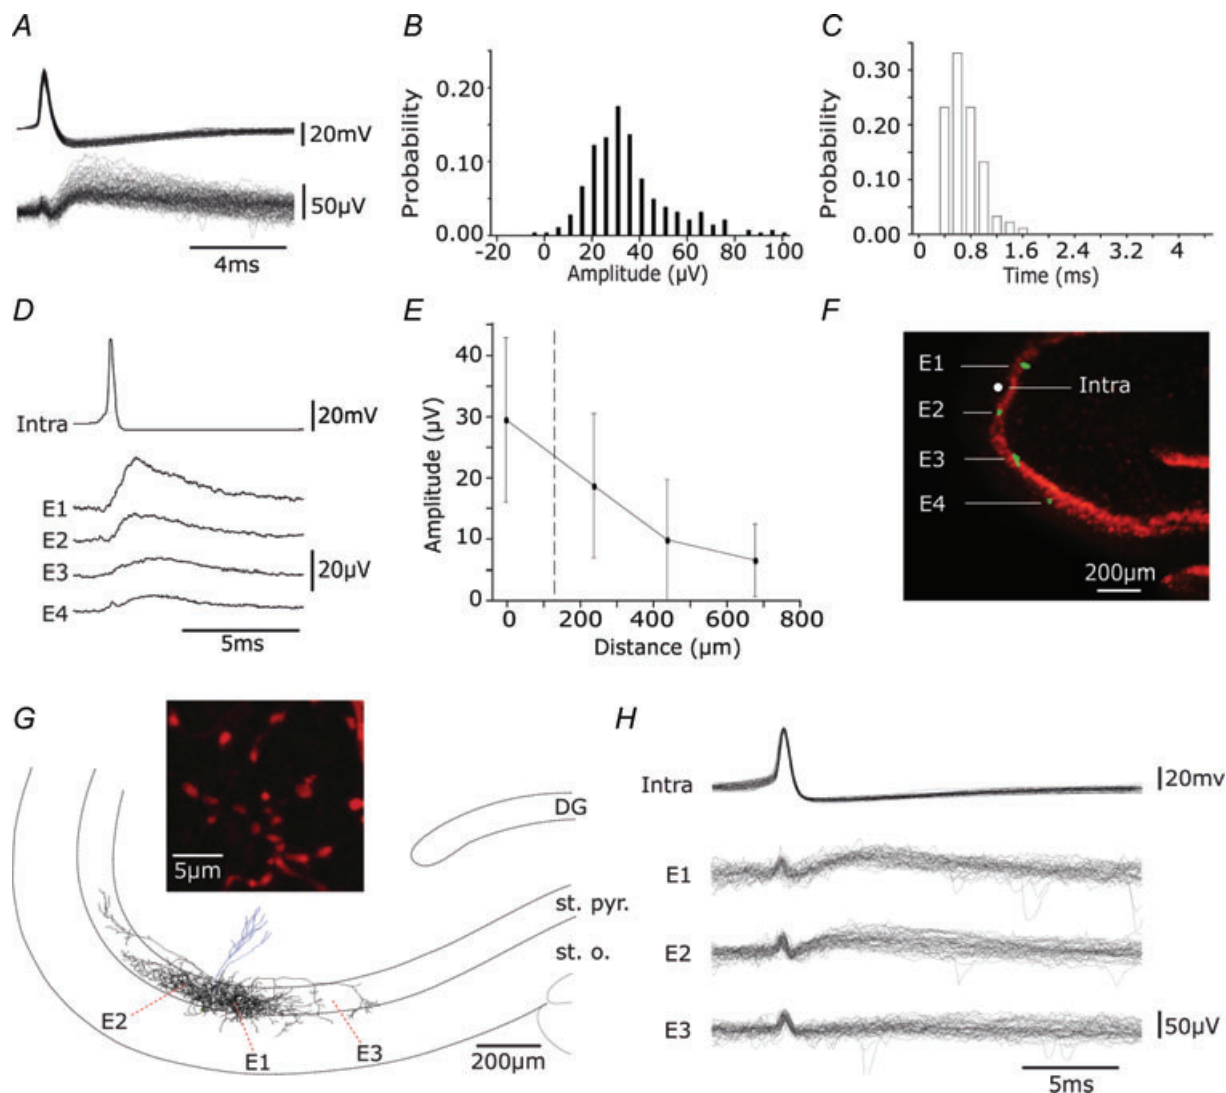 A
20mV
50µV
4ms
B
Probability
0.20
0.10
0.00
-20 0 20 40 60 80 100
Amplitude (µV)
C
Probability
0.30
0.20
0.10
0.00
0 0.8 1.6 2.4 3.2 4
Time (ms)
D
Intra
20mV
E1
E2
E3
20µV
E4
5ms
E
Amplitude (µV)
40
30
20
10
0
0 200 400 600 800
Distance (µm)
F
E1
Intra
E2
E3
E4
200µm
G
5µm
DG
st. pyr.
st. o.
E2
E1
E3
200µm
H
Intra
20mv
E1
E2
E3
50µV
5ms